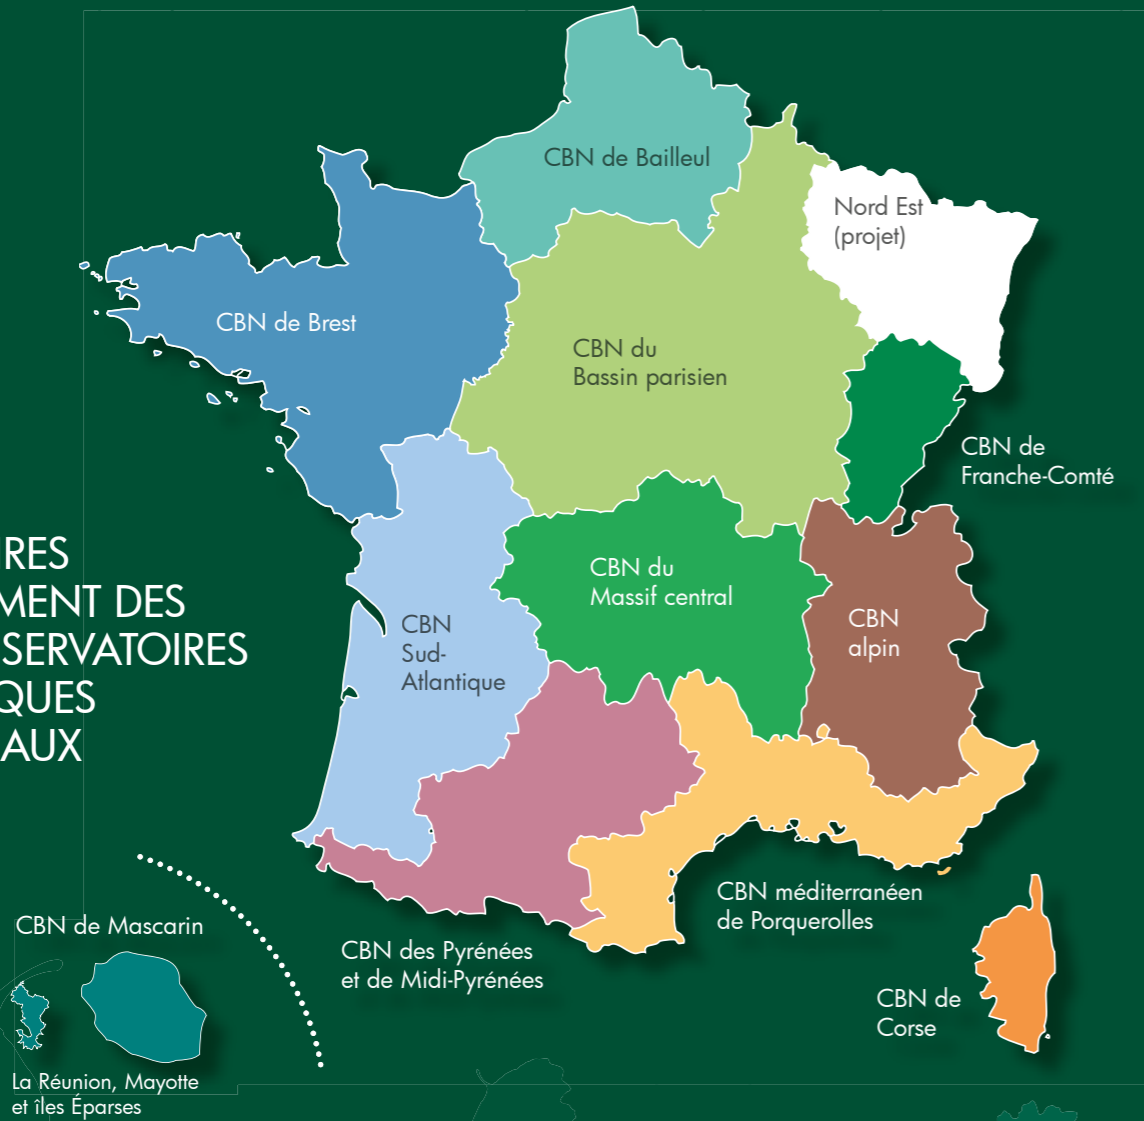 CBN de Bailleul
Nord Est
(projet)
CBN de Brest
CBN du
Bassin parisien
CBN de
Franche-Comté
IRES
MENT DES
SERVATOIRES
QUES
AUX
CBN du
Massif central
CBN
alpin
CBN
Sud-
Atlantique
CBN méditerranéen
de Porquerolles
CBN des Pyrénées
et de Midi-Pyrénées
CBN de Mascarin
CBN de
Corse
La Réunion, Mayotte
et îles Éparses